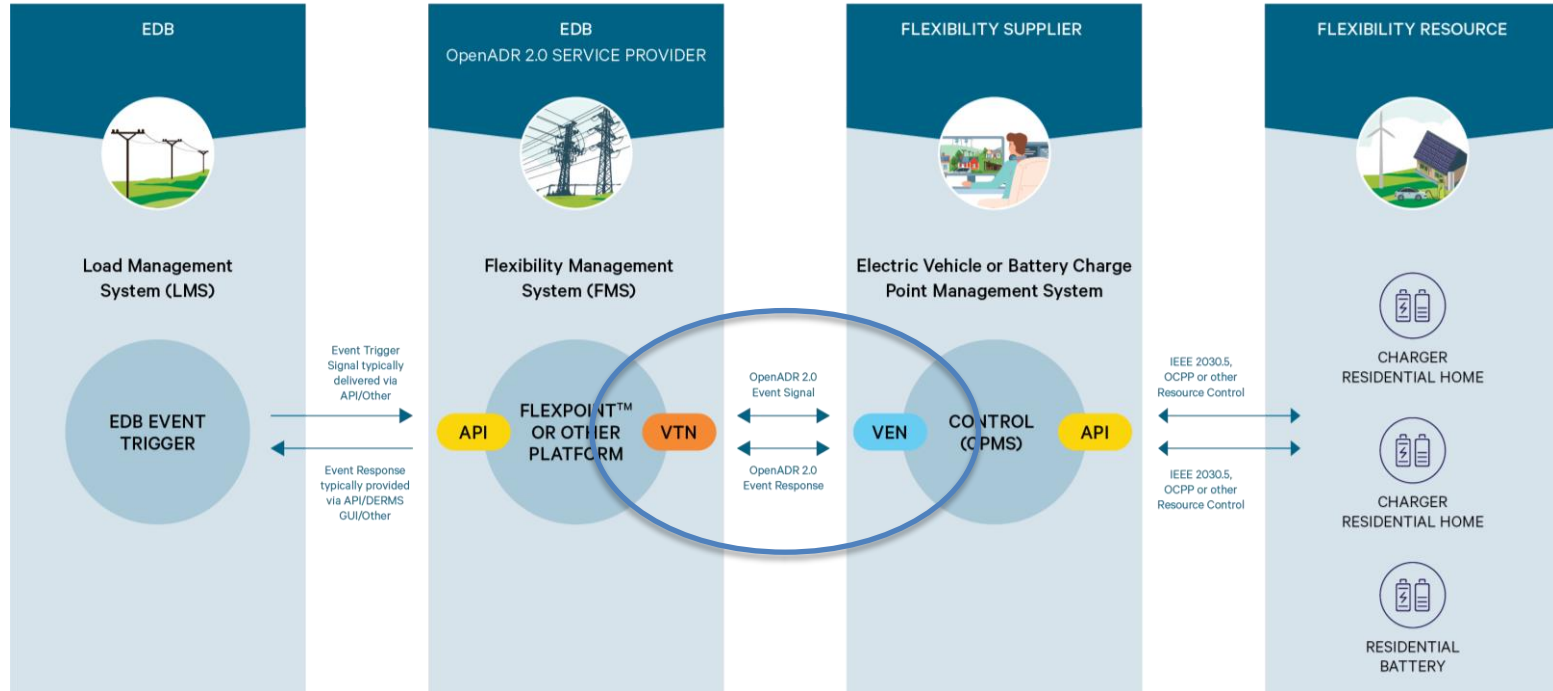 EDB
Load Management
System (LMS)
EDB EVENT
TRIGGER
Event Trigger
Signal typically
delivered via
API/Other
Event Response
typically provided
via API/DERMS
GUI/Other
EDB
OpenADR 2.0 SERVICE PROVIDER
Flexibility Management
System (FMS)
API
FLEXPOINT™
OR OTHER
PLATFORM
VTN
OpenADR 2.0
Event Signal
OpenADR 2.0
Event Response
FLEXIBILITY SUPPLIER
Electric Vehicle or Battery Charge
Point Management System
VEN
CONTROL
(CPMS)
API
IEEE 2030.5,
OCPP or other
Resource Control
IEEE 2030.5,
OCPP or other
Resource Control
FLEXIBILITY RESOURCE
CHARGER
RESIDENTIAL HOME
CHARGER
RESIDENTIAL HOME
RESIDENTIAL
BATTERY